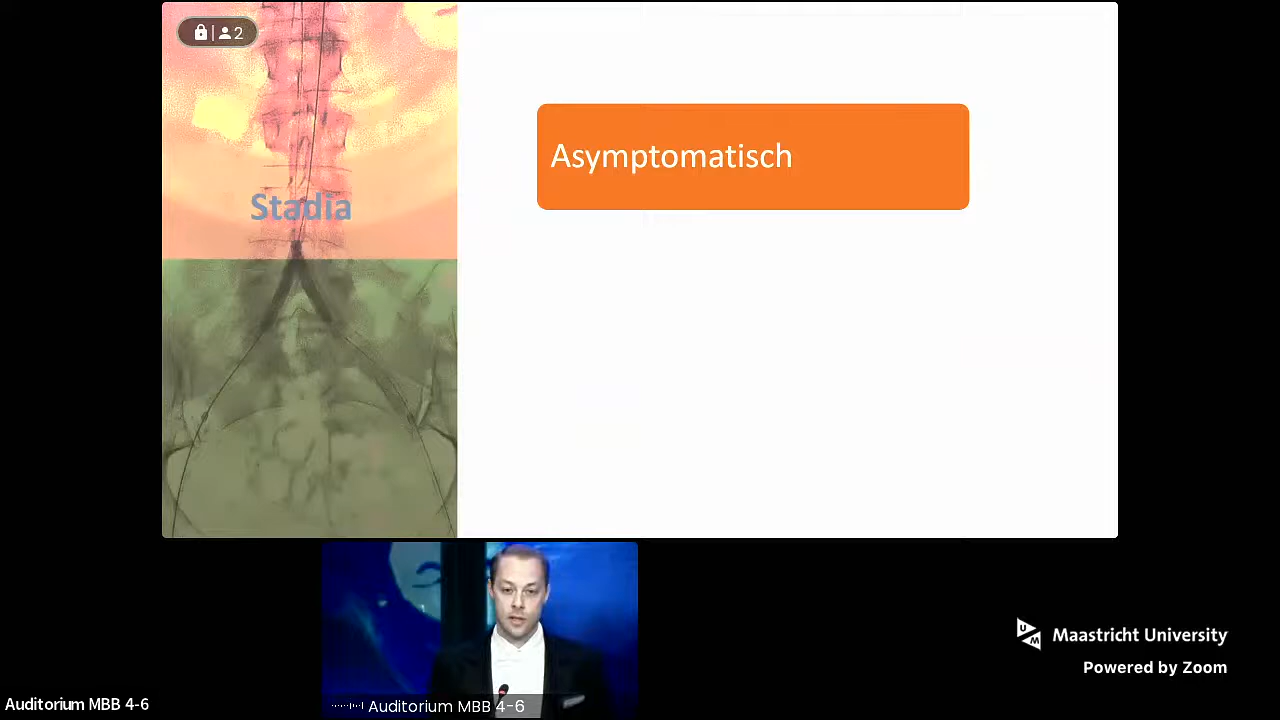 2
Asymptomatisch
Stadia
Maastricht University
Powered by Zoom
Auditorium MBB 4-6
Auditorium MBB 4-6